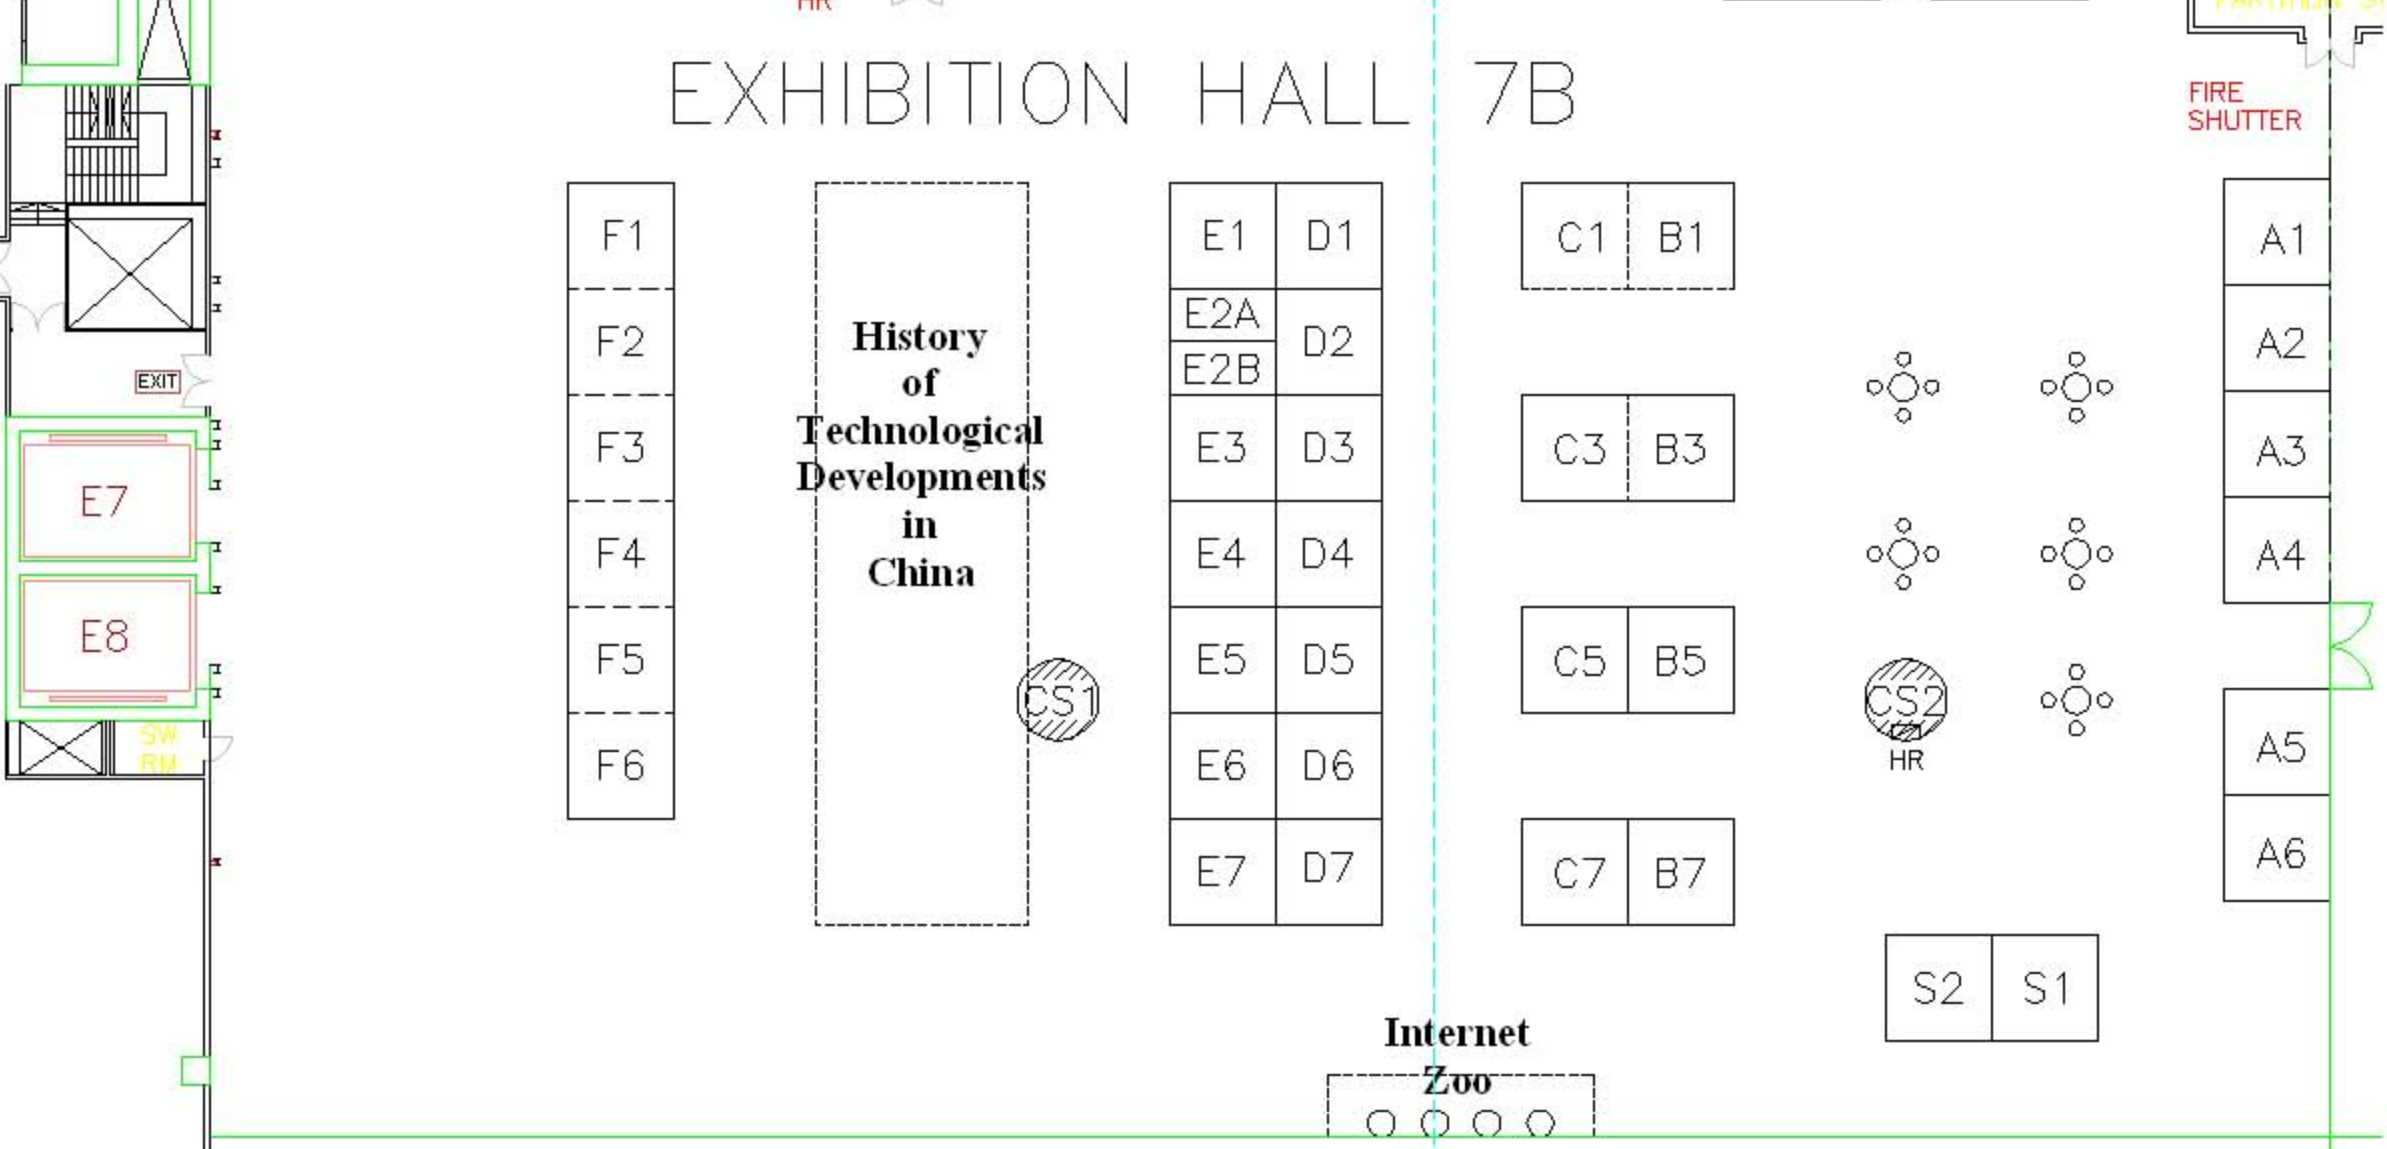 HR
PARTITION
EXHIBITION HALL 7B
FIRE
SHUTTER
F1
E1
D1
C1
B1
A1
E2A
F2
History
of
Technological
Developments
in
China
E2B
D2
A2
EXIT
F3
E3
D3
C3
B3
A3
E7
F4
E4
D4
A4
E8
F5
E5
D5
C5
B5
CS1
CS2
HR
SW
RM
F6
E6
D6
A5
E7
D7
C7
B7
A6
S2
S1
Internet
Zoo